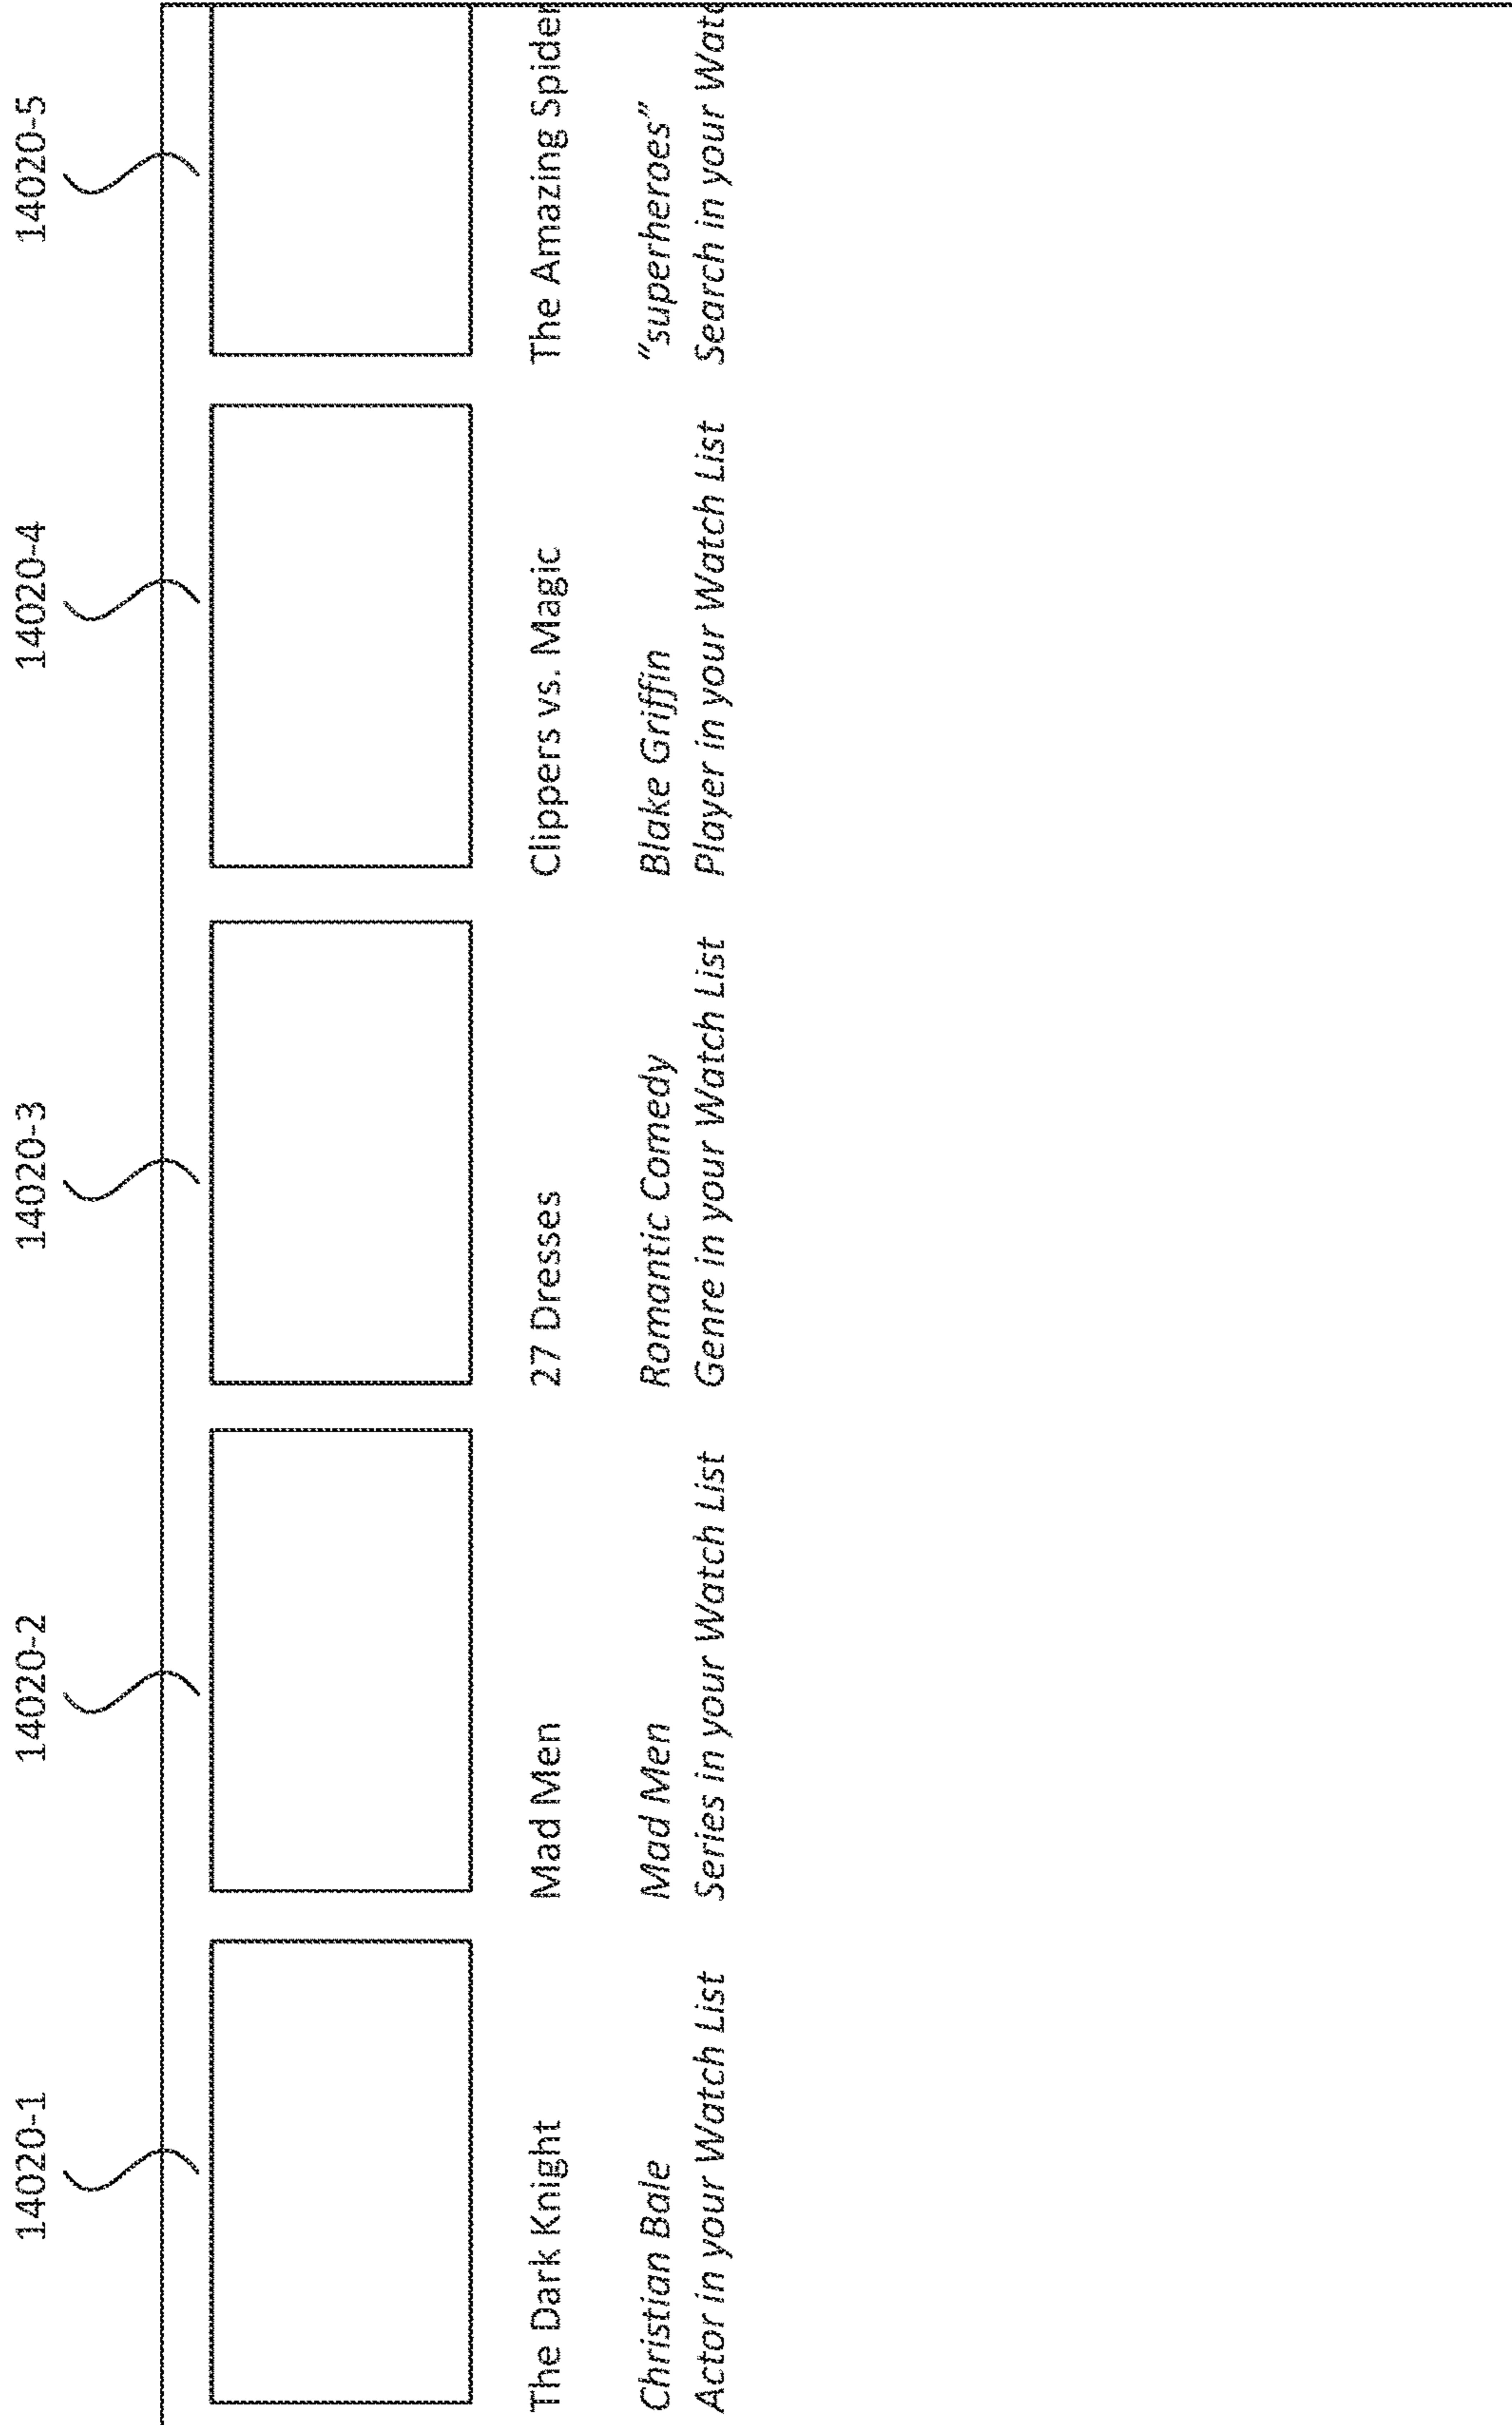 14020-1
14020-2
14020-3
14020-4
14020-5
The Dark Knight
Christian Bale
Actor in your Watch List
Mad Men
Mad Men
Series in your Watch List
27 Dresses
Romantic Comedy
Genre in your Watch List
Clippers vs. Magic
Blake Griffin
Player in your Watch List
The Amazing Spider
"superheroes"
Search in your